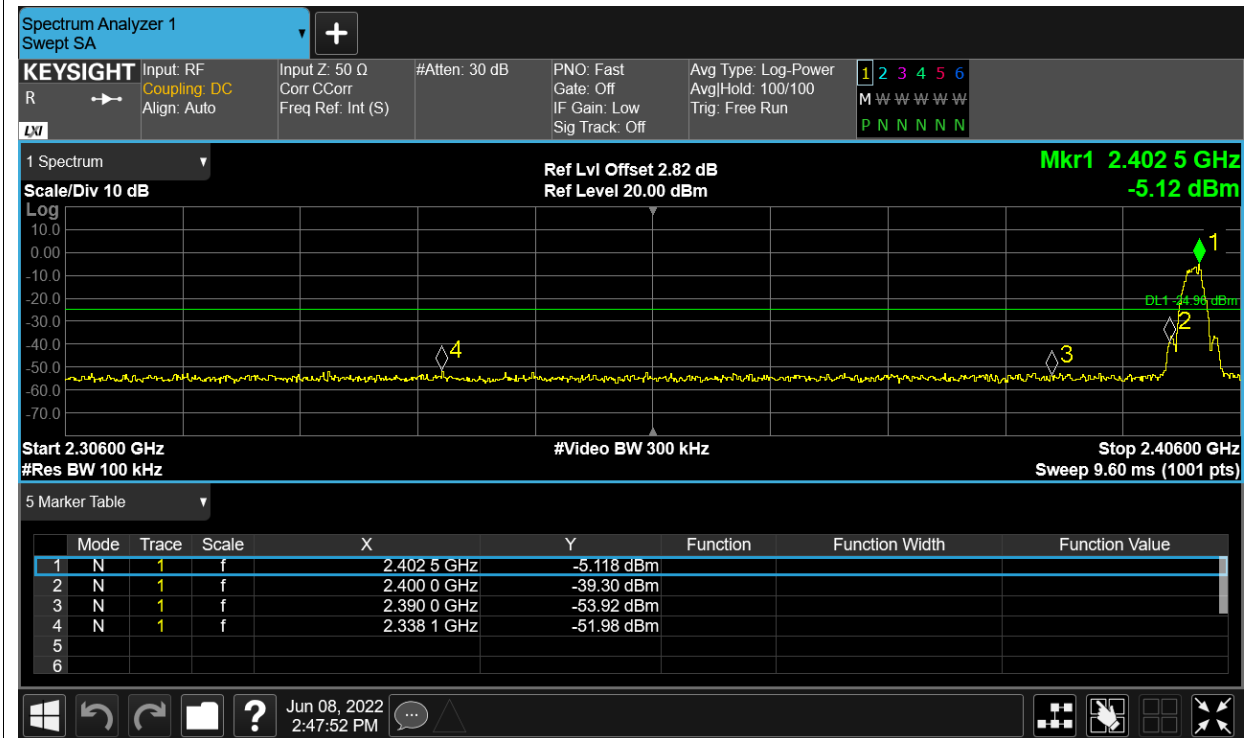 Spectrum Analyzer 1
Swept SA
KEYSIGHT Input: RF Input Z: 50 Ω #Atten: 30 dB PNO: Fast Avg Type: Log-Power 1 2 3 4 5 6
R Coupling: DC Corr CCorr Gate: Off Avg|Hold: 100/100 M W W W W W
Align: Auto Freq Ref: Int (S) IF Gain: Low Trig: Free Run
LXI Sig Track: Off P N N N N N
1 Spectrum Ref Lvl Offset 2.82 dB Mkr1 2.402 5 GHz
Scale/Div 10 dB Ref Level 20.00 dBm -5.12 dBm
Log
10.0
0.00
-10.0
-20.0
-30.0
-40.0
-50.0
-60.0
-70.0
1
DL1 -24.96 dBm
2
4
3
Start 2.30600 GHz #Video BW 300 kHz Stop 2.40600 GHz
#Res BW 100 kHz Sweep 9.60 ms (1001 pts)
5 Marker Table
Mode Trace Scale X Y Function Function Width Function Value
1 N 1 f 2.402 5 GHz -5.118 dBm
2 N 1 f 2.400 0 GHz -39.30 dBm
3 N 1 f 2.390 0 GHz -53.92 dBm
4 N 1 f 2.338 1 GHz -51.98 dBm
5
6
? Jun 08, 2022
2:47:52 PM